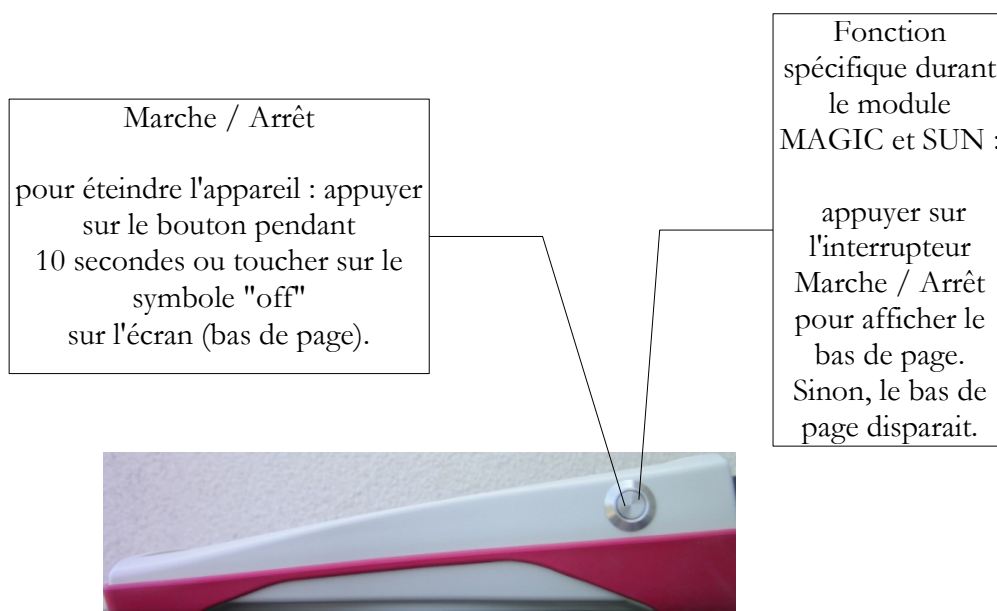 Marche / Arrêt
pour éteindre l'appareil : appuyer
sur le bouton pendant
10 secondes ou toucher sur le
symbole "off"
sur l'écran (bas de page).
Fonction
spécifique durant
le module
MAGIC et SUN :
appuyer sur
l'interrupteur
Marche / Arrêt
pour afficher le
bas de page.
Sinon, le bas de
page disparait.